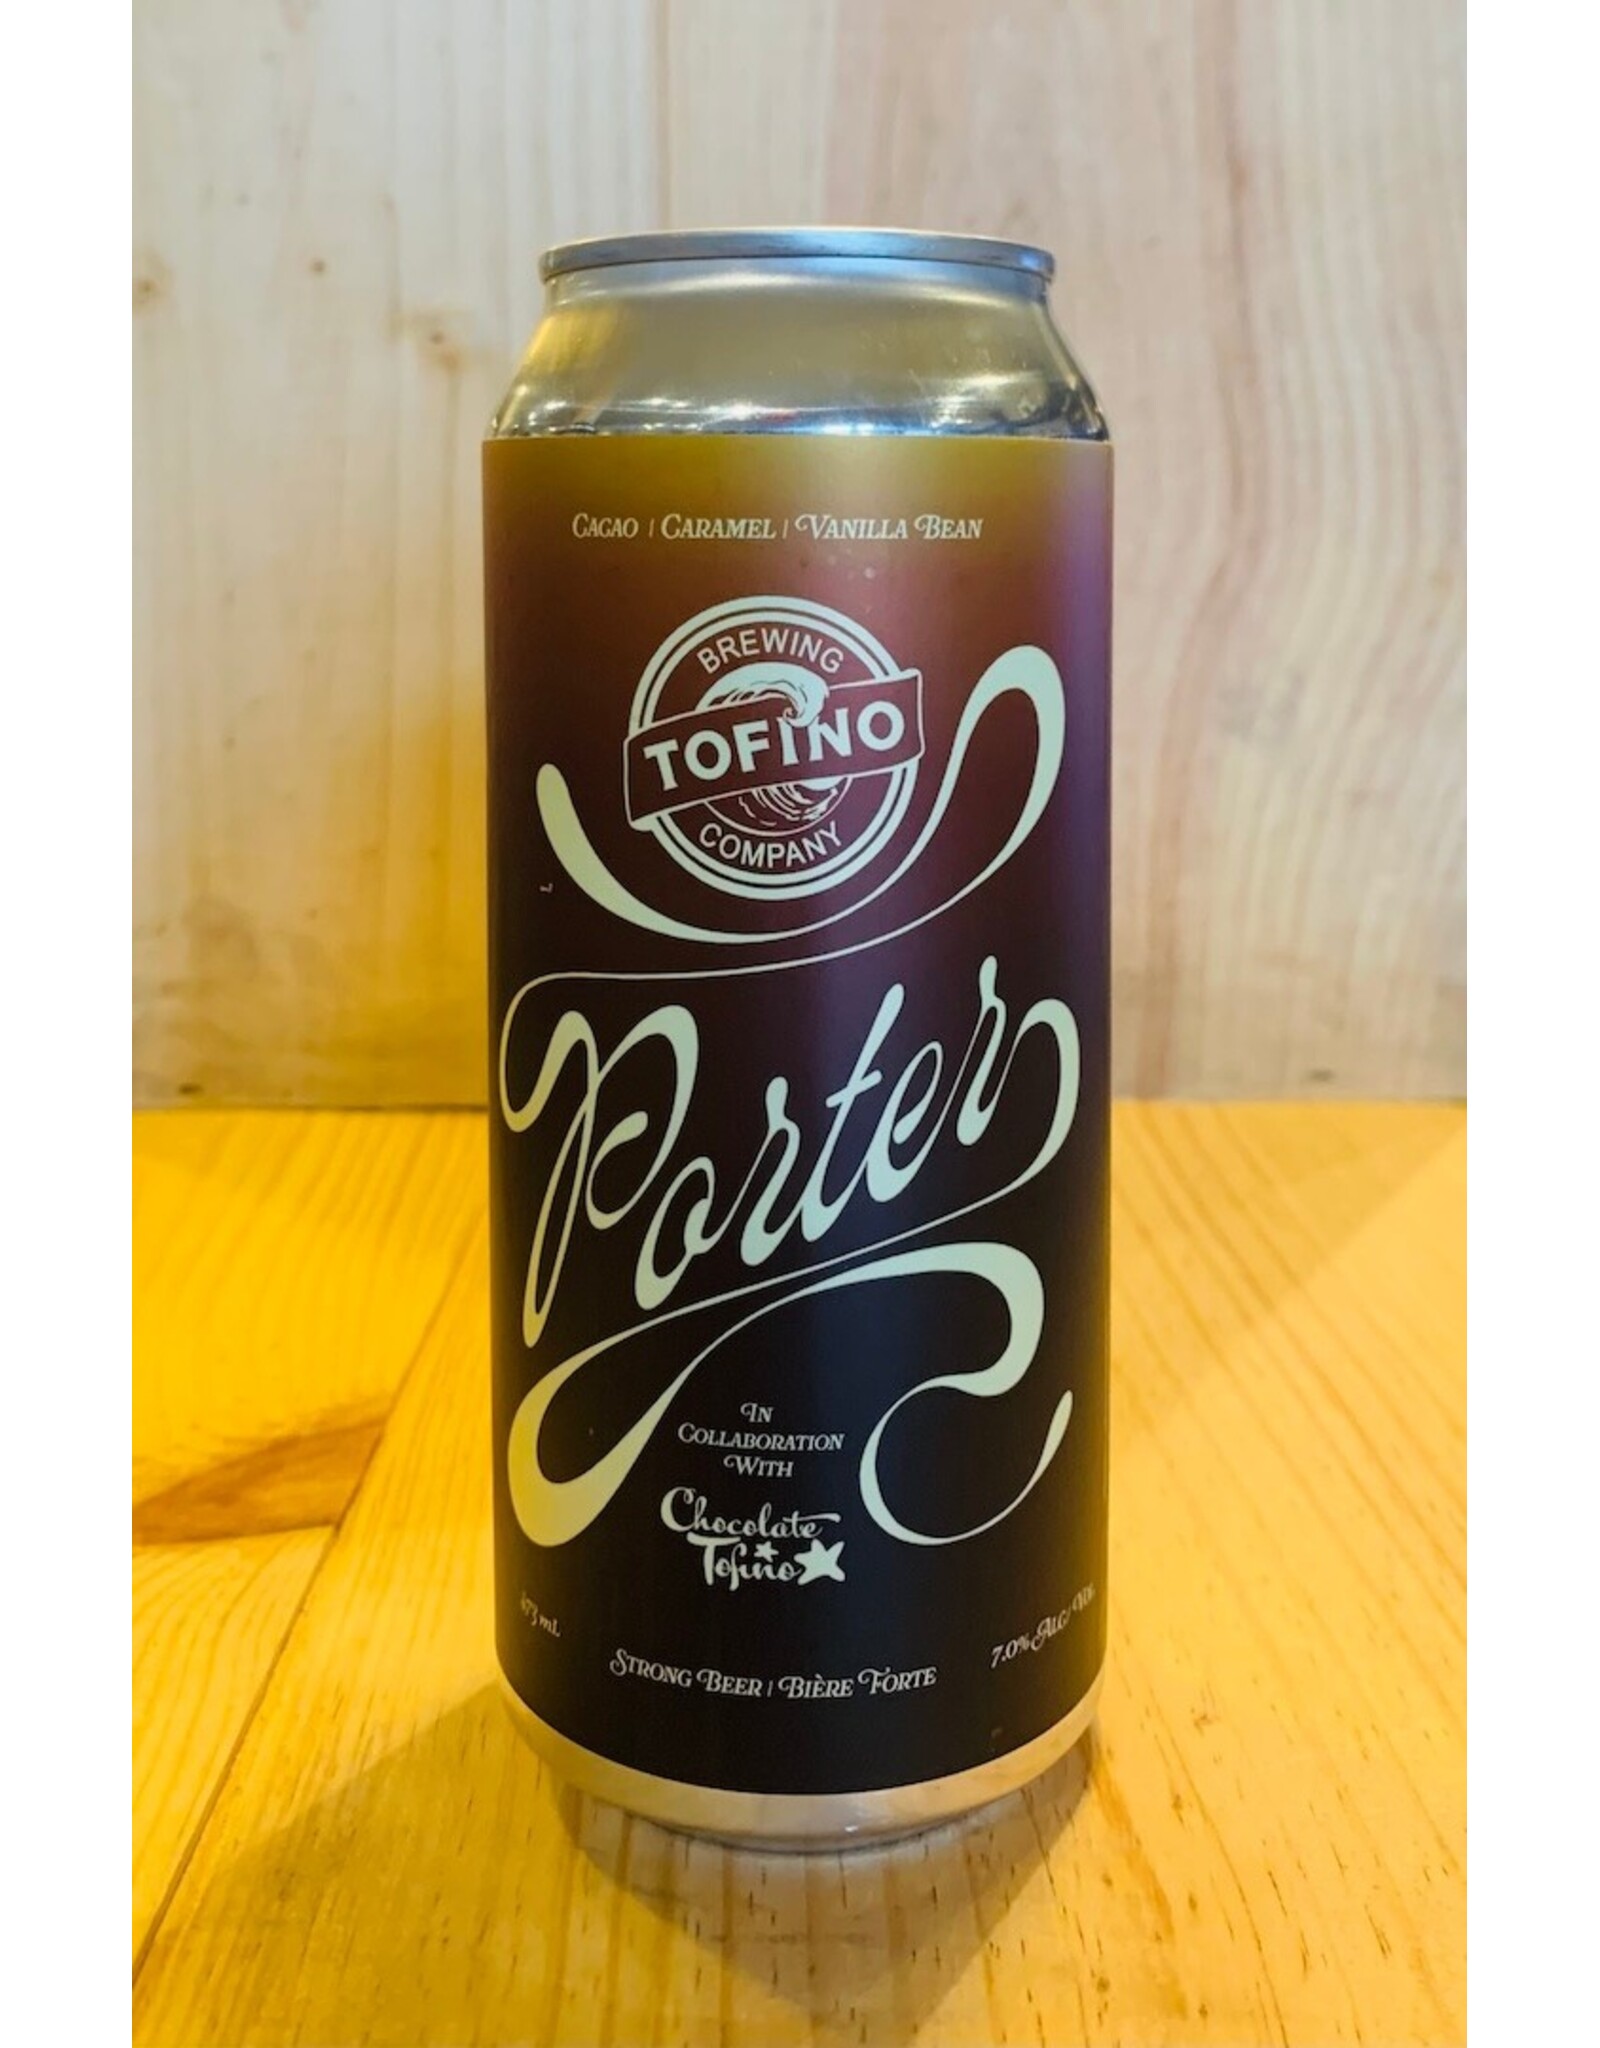 Cacao | Caramel | Vanilla Bean
BREWING
TOFINO
COMPANY
Porter
In
Collaboration
With
Chocolate
Tofino
473 mL
7.0% Alc/Vol
Strong Beer | Bière Forte